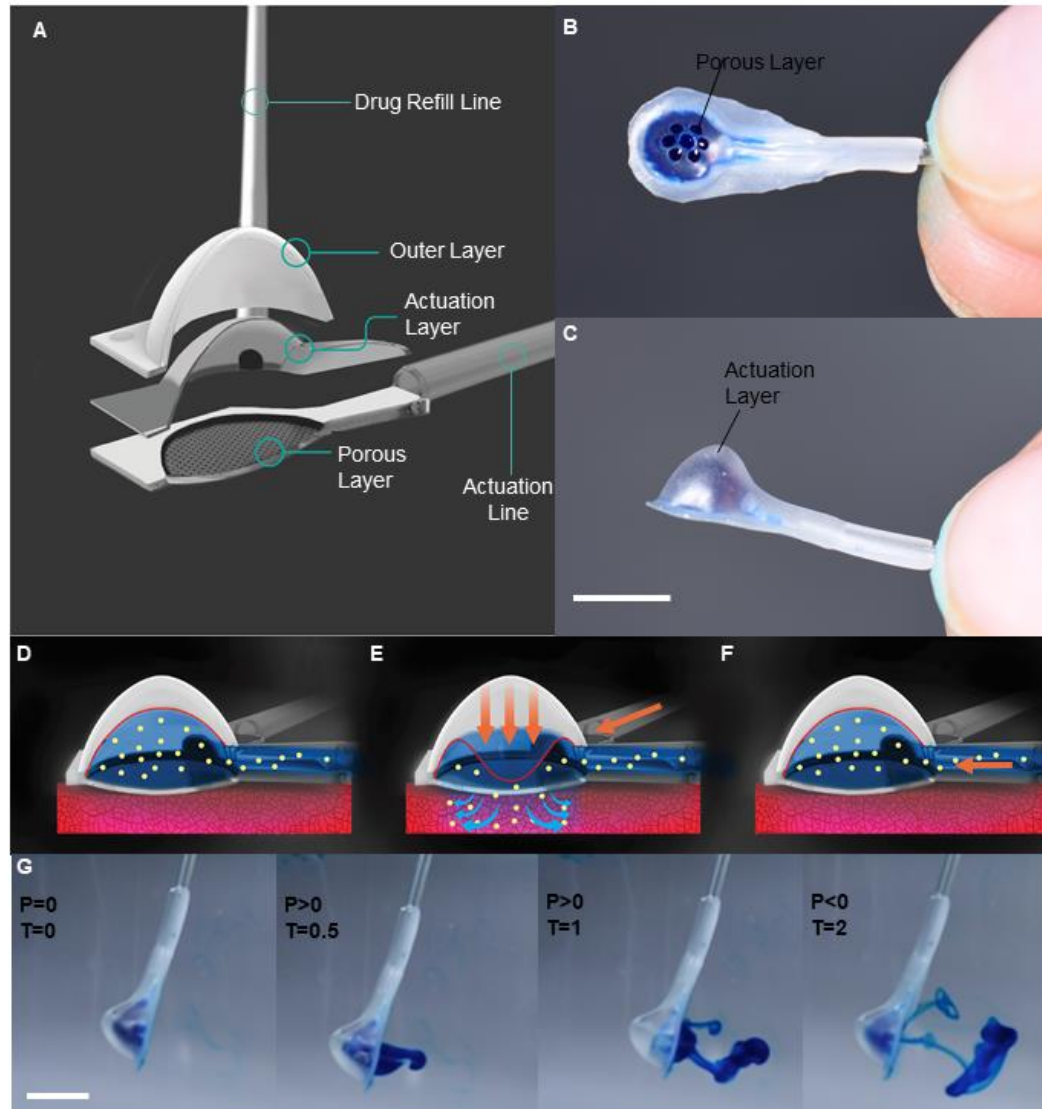 A
Drug Refill Line
Outer Layer
Actuation
Layer
Porous
Layer
Actuation
Line
B
Porous Layer
C
Actuation
Layer
D
E
F
G
P=0
T=0
P>0
T=0.5
P>0
T=1
P<0
T=2